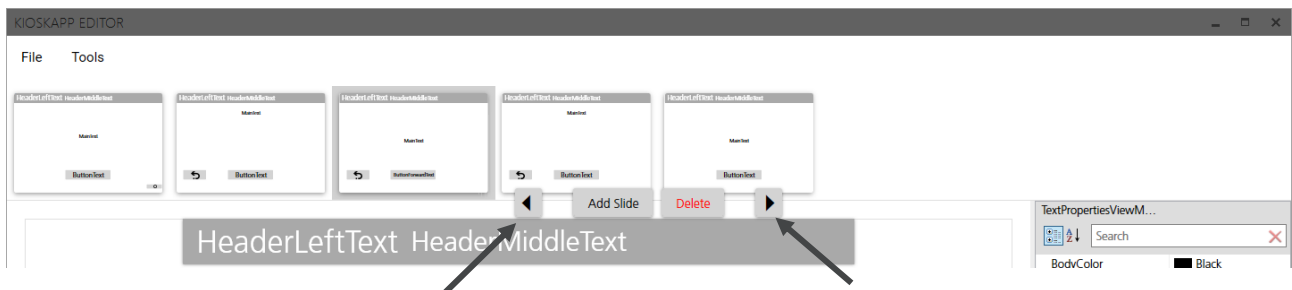 KIOSKAPP EDITOR
File Tools
HeaderLeftText HeaderMiddleText HeaderLeftText HeaderMiddleText HeaderLeftText HeaderMiddleText HeaderLeftText HeaderMiddleText HeaderLeftText HeaderMiddleText
MainText MainText MainText MainText MainText
ButtonText ButtonText ButtonForwardText ButtonText ButtonText
Add Slide Delete
TextPropertiesViewM...
HeaderLeftText HeaderMiddleText
Search
BodyColor Black